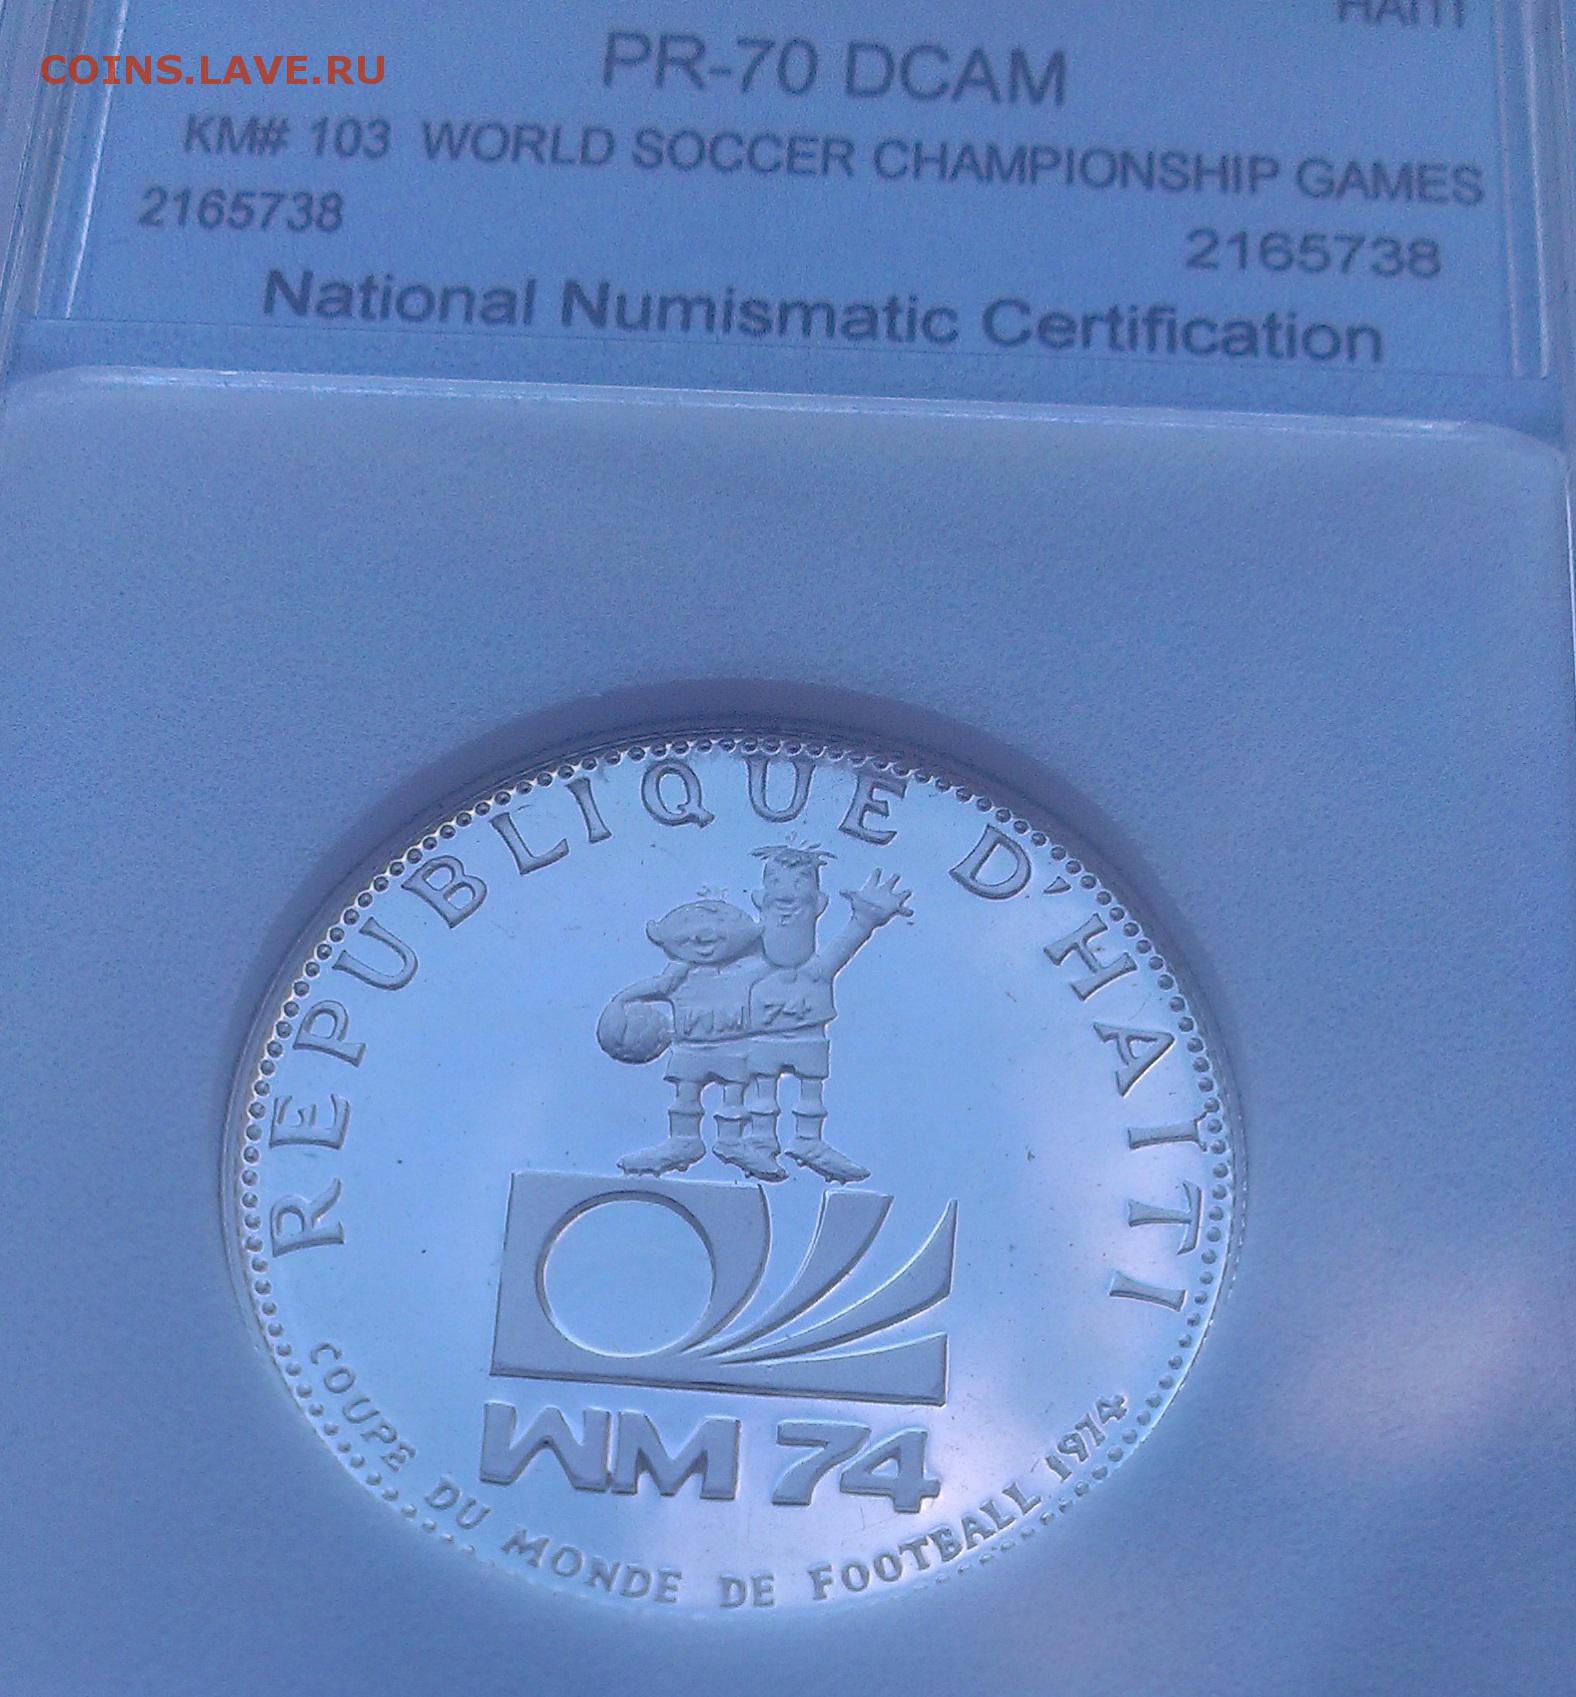 HAITI
COINS.LAVE.RU
PR-70 DCAM
KM# 103 WORLD SOCCER CHAMPIONSHIP GAMES
2165738
2165738
National Numismatic Certification
REPUBLIQUE D'HAITI
WM 74
WM 74
COUPE DU MONDE DE FOOTBALL 1974